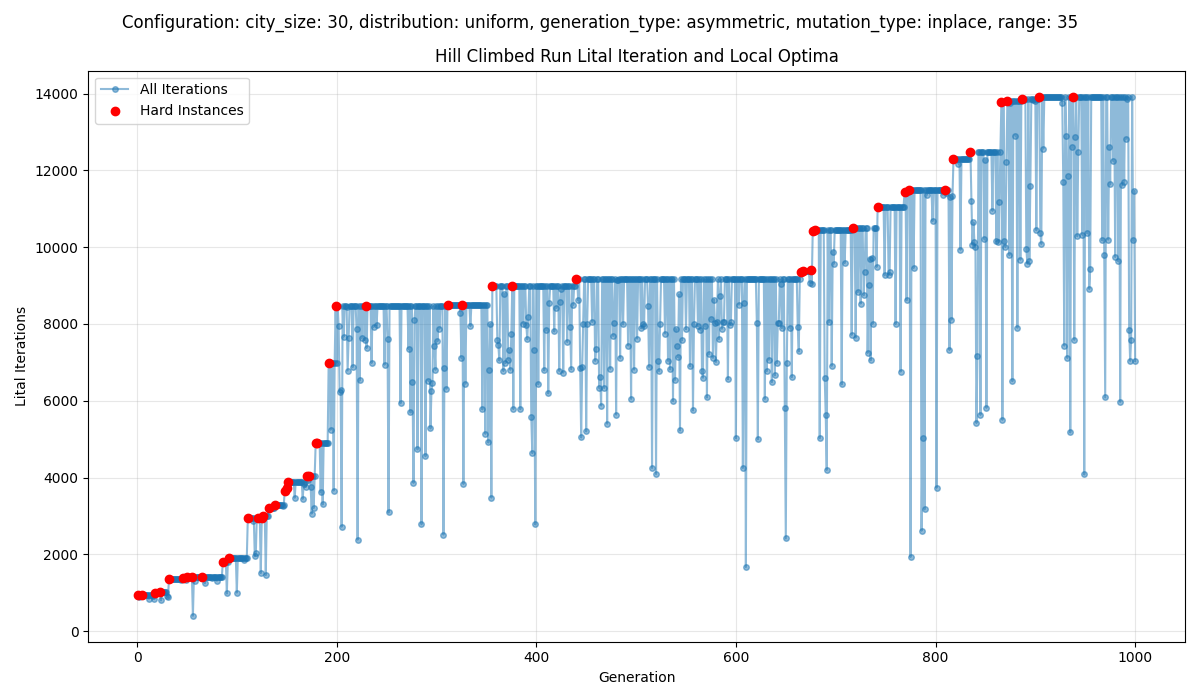 Configuration: city_size: 30, distribution: uniform, generation_type: asymmetric, mutation_type: inplace, range: 35
Hill Climbed Run Lital Iteration and Local Optima
All Iterations
Hard Instances
14000
12000
10000
8000
6000
4000
2000
0
Lital Iterations
0
200
400
600
800
1000
Generation